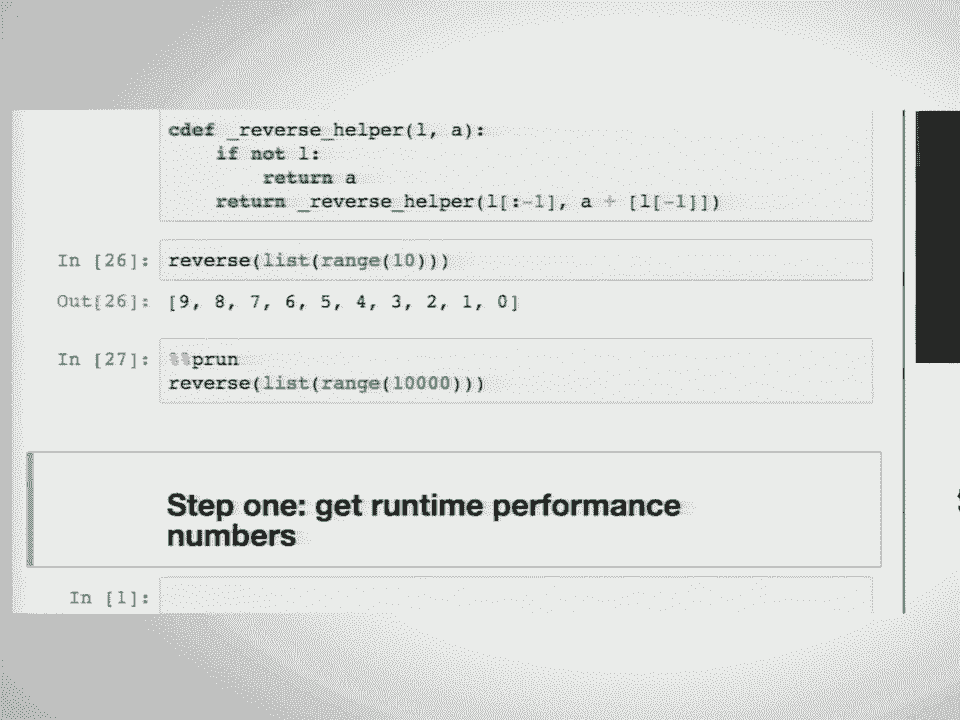 cdef _reverse_helper(l, a):
    if not l:
        return a
    return _reverse_helper(l[:-1], a + [l[-1]])
In [26]: reverse(list(range(10)))
Out[26]: [9, 8, 7, 6, 5, 4, 3, 2, 1, 0]
In [27]: %%prun
reverse(list(range(10000)))
Step one: get runtime performance
numbers
In [1]: